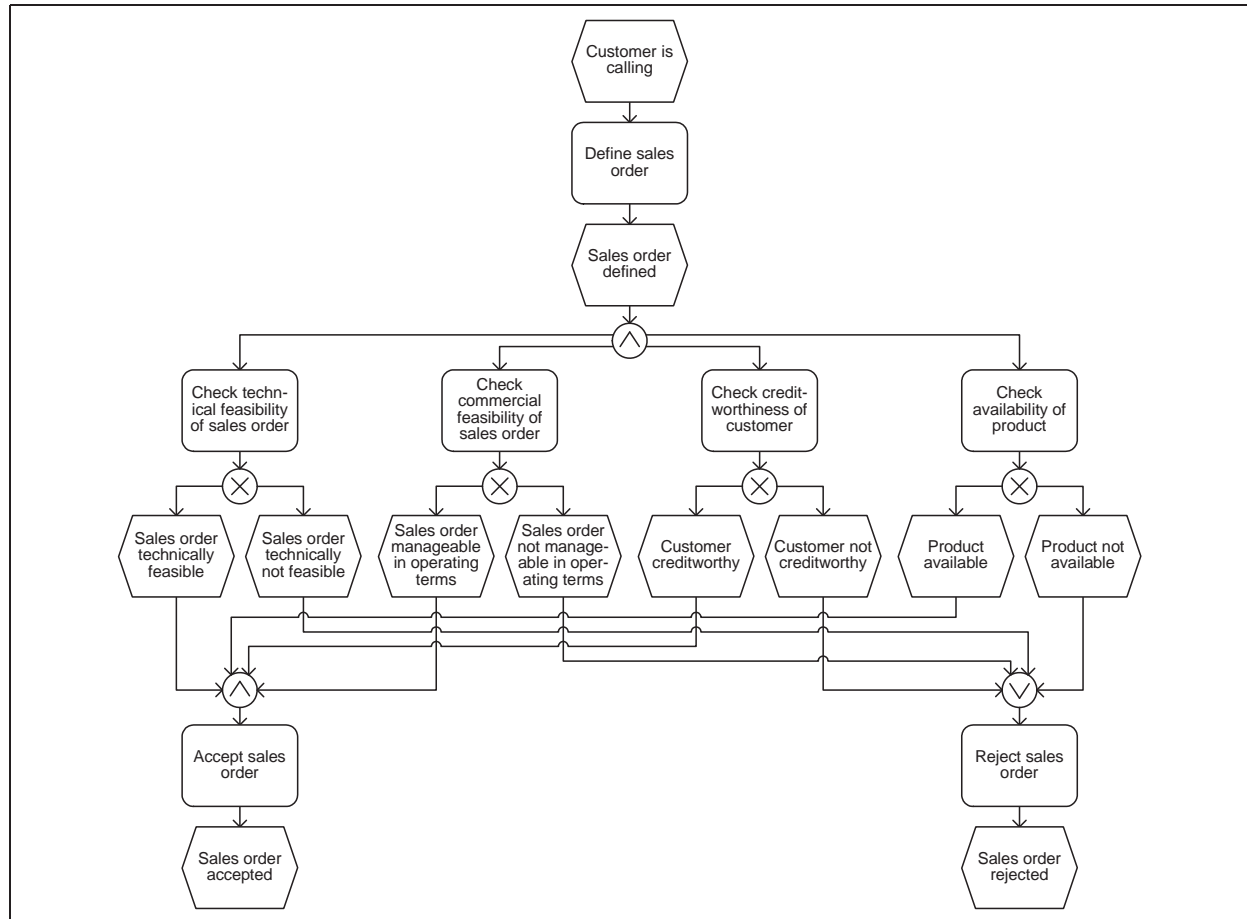 Customer is
calling
Define sales
order
Sales order
defined
Check techn-
ical feasibility
of sales order
Check
commercial
feasibility of
sales order
Check credit-
worthiness of
customer
Check
availability of
product
Sales order
technically
feasible
Sales order
technically
not feasible
Sales order
manageable
in operating
terms
Sales order
not manage-
able in oper-
ating terms
Customer
creditworthy
Customer not
creditworthy
Product
available
Product not
available
Accept sales
order
Reject sales
order
Sales order
accepted
Sales order
rejected